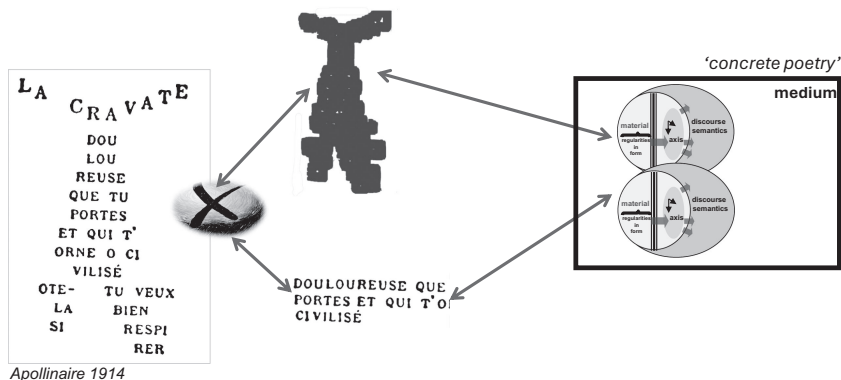 LA CRAVATE
DOU
LOU
REUSE
QUE TU
PORTES
ET QUI T'
ORNE O CI
VILISÉ
OTE- TU VEUX
LA BIEN
SI RESPI
RER
Apollinaire 1914
DOULOUREUSE QUE
PORTES ET QUI T'O
CIVILISÉ
'concrete poetry'
medium
material
regularities
in
form
axis
discourse
semantics
material
regularities
in
form
axis
discourse
semantics